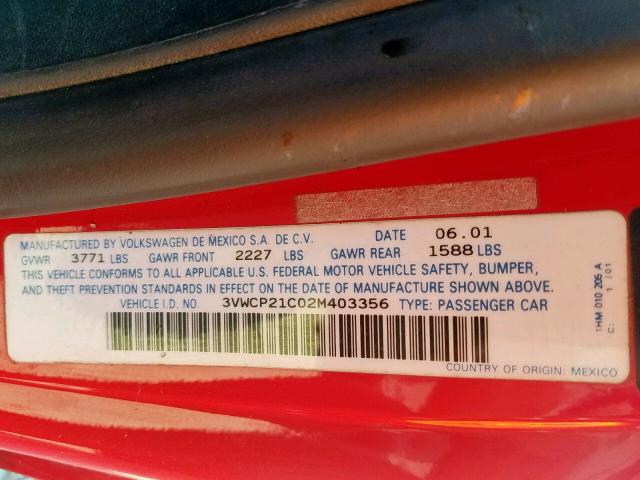 MANUFACTURED BY VOLKSWAGEN DE MEXICO S.A. DE C.V. DATE 06.01
GVWR 3771 LBS GAWR FRONT 2227 LBS GAWR REAR 1588 LBS
THIS VEHICLE CONFORMS TO ALL APPLICABLE U.S. FEDERAL MOTOR VEHICLE SAFETY, BUMPER,
AND THEFT PREVENTION STANDARDS IN EFFECT ON THE DATE OF MANUFACTURE SHOWN ABOVE.
VEHICLE I.D. NO. 3VWCP21C02M403356 TYPE: PASSENGER CAR
COUNTRY OF ORIGIN: MEXICO
1HM 010 205 A
C: 1 /01